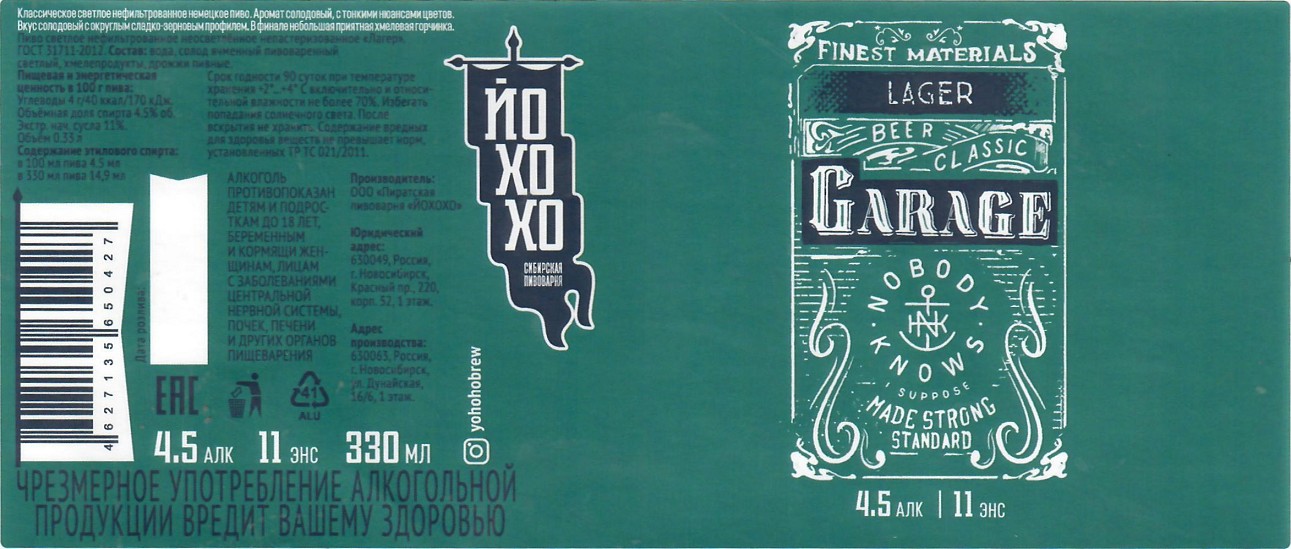 Классическое светлое нефильтрованное немецкое пиво. Аромат солодовый, с тонкими нюансами цветов.
Вкус солодовый с округлым сладко-зерновым профилем. В финале небольшая приятная хмелевая горчинка.
Пиво светлое нефильтрованное неосветлённое непастеризованное «Лагер».
ГОСТ 31711-2012. Состав: вода, солод ячменный пивоваренный
светлый, хмелепродукты, дрожжи пивные.
Пищевая и энергетическая
ценность в 100 г пива:
Углеводы 4 г/40 ккал/170 кДж.
Объёмная доля спирта 4.5% об.
Экстр. нач. сусла 11%.
Объём 0.33 л
Содержание этилового спирта:
в 100 мл пива 4,5 мл
в 330 мл пива 14,9 мл
Срок годности 90 суток при температуре
хранения +2°...+4° С включительно и относи-
тельной влажности не более 70%. Избегать
попадания солнечного света. После
вскрытия не хранить. Содержание вредных
для здоровья веществ не превышает норм,
установленных ТР ТС 021/2011.
4627135650427
Дата розлива:
АЛКОГОЛЬ
ПРОТИВОПОКАЗАН
ДЕТЯМ И ПОДРОС-
ТКАМ ДО 18 ЛЕТ,
БЕРЕМЕННЫМ
И КОРМЯЩИ ЖЕН-
ЩИНАМ, ЛИЦАМ
С ЗАБОЛЕВАНИЯМИ
ЦЕНТРАЛЬНОЙ
НЕРВНОЙ СИСТЕМЫ,
ПОЧЕК, ПЕЧЕНИ
И ДРУГИХ ОРГАНОВ
ПИЩЕВАРЕНИЯ
Производитель:
ООО «Пиратская
пивоварня «ЙОХОХО»
Юридический
адрес:
630049, Россия,
г. Новосибирск,
Красный пр., 220,
корп. 52, 1 этаж.
Адрес
производства:
630063, Россия,
г. Новосибирск,
ул. Дунайская,
16/6, 1 этаж.
EAC
41
ALU
4.5 АЛК 11 ЭНС 330 МЛ
ЧРЕЗМЕРНОЕ УПОТРЕБЛЕНИЕ АЛКОГОЛЬНОЙ
ПРОДУКЦИИ ВРЕДИТ ВАШЕМУ ЗДОРОВЬЮ
ЙО
ХО
ХО
СИБИРСКАЯ
ПИВОВАРНЯ
yohohobrew
FINEST MATERIALS
LAGER
BEER
CLASSIC
GARAGE
NOBODY
HNK
KNOWS
I SUPPOSE
MADE STRONG
STANDARD
4.5 АЛК | 11 ЭНС